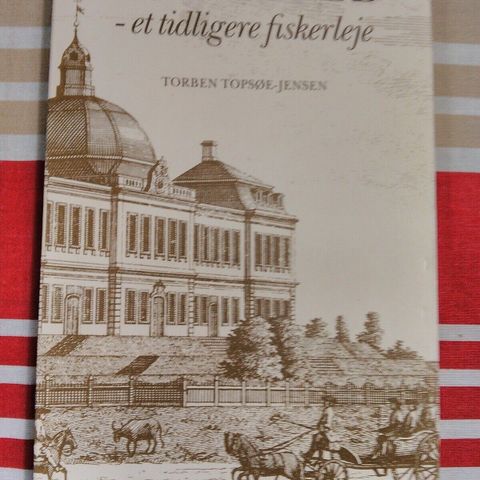 - et tidligere fiskerleje
TORBEN TOPSØE-JENSEN